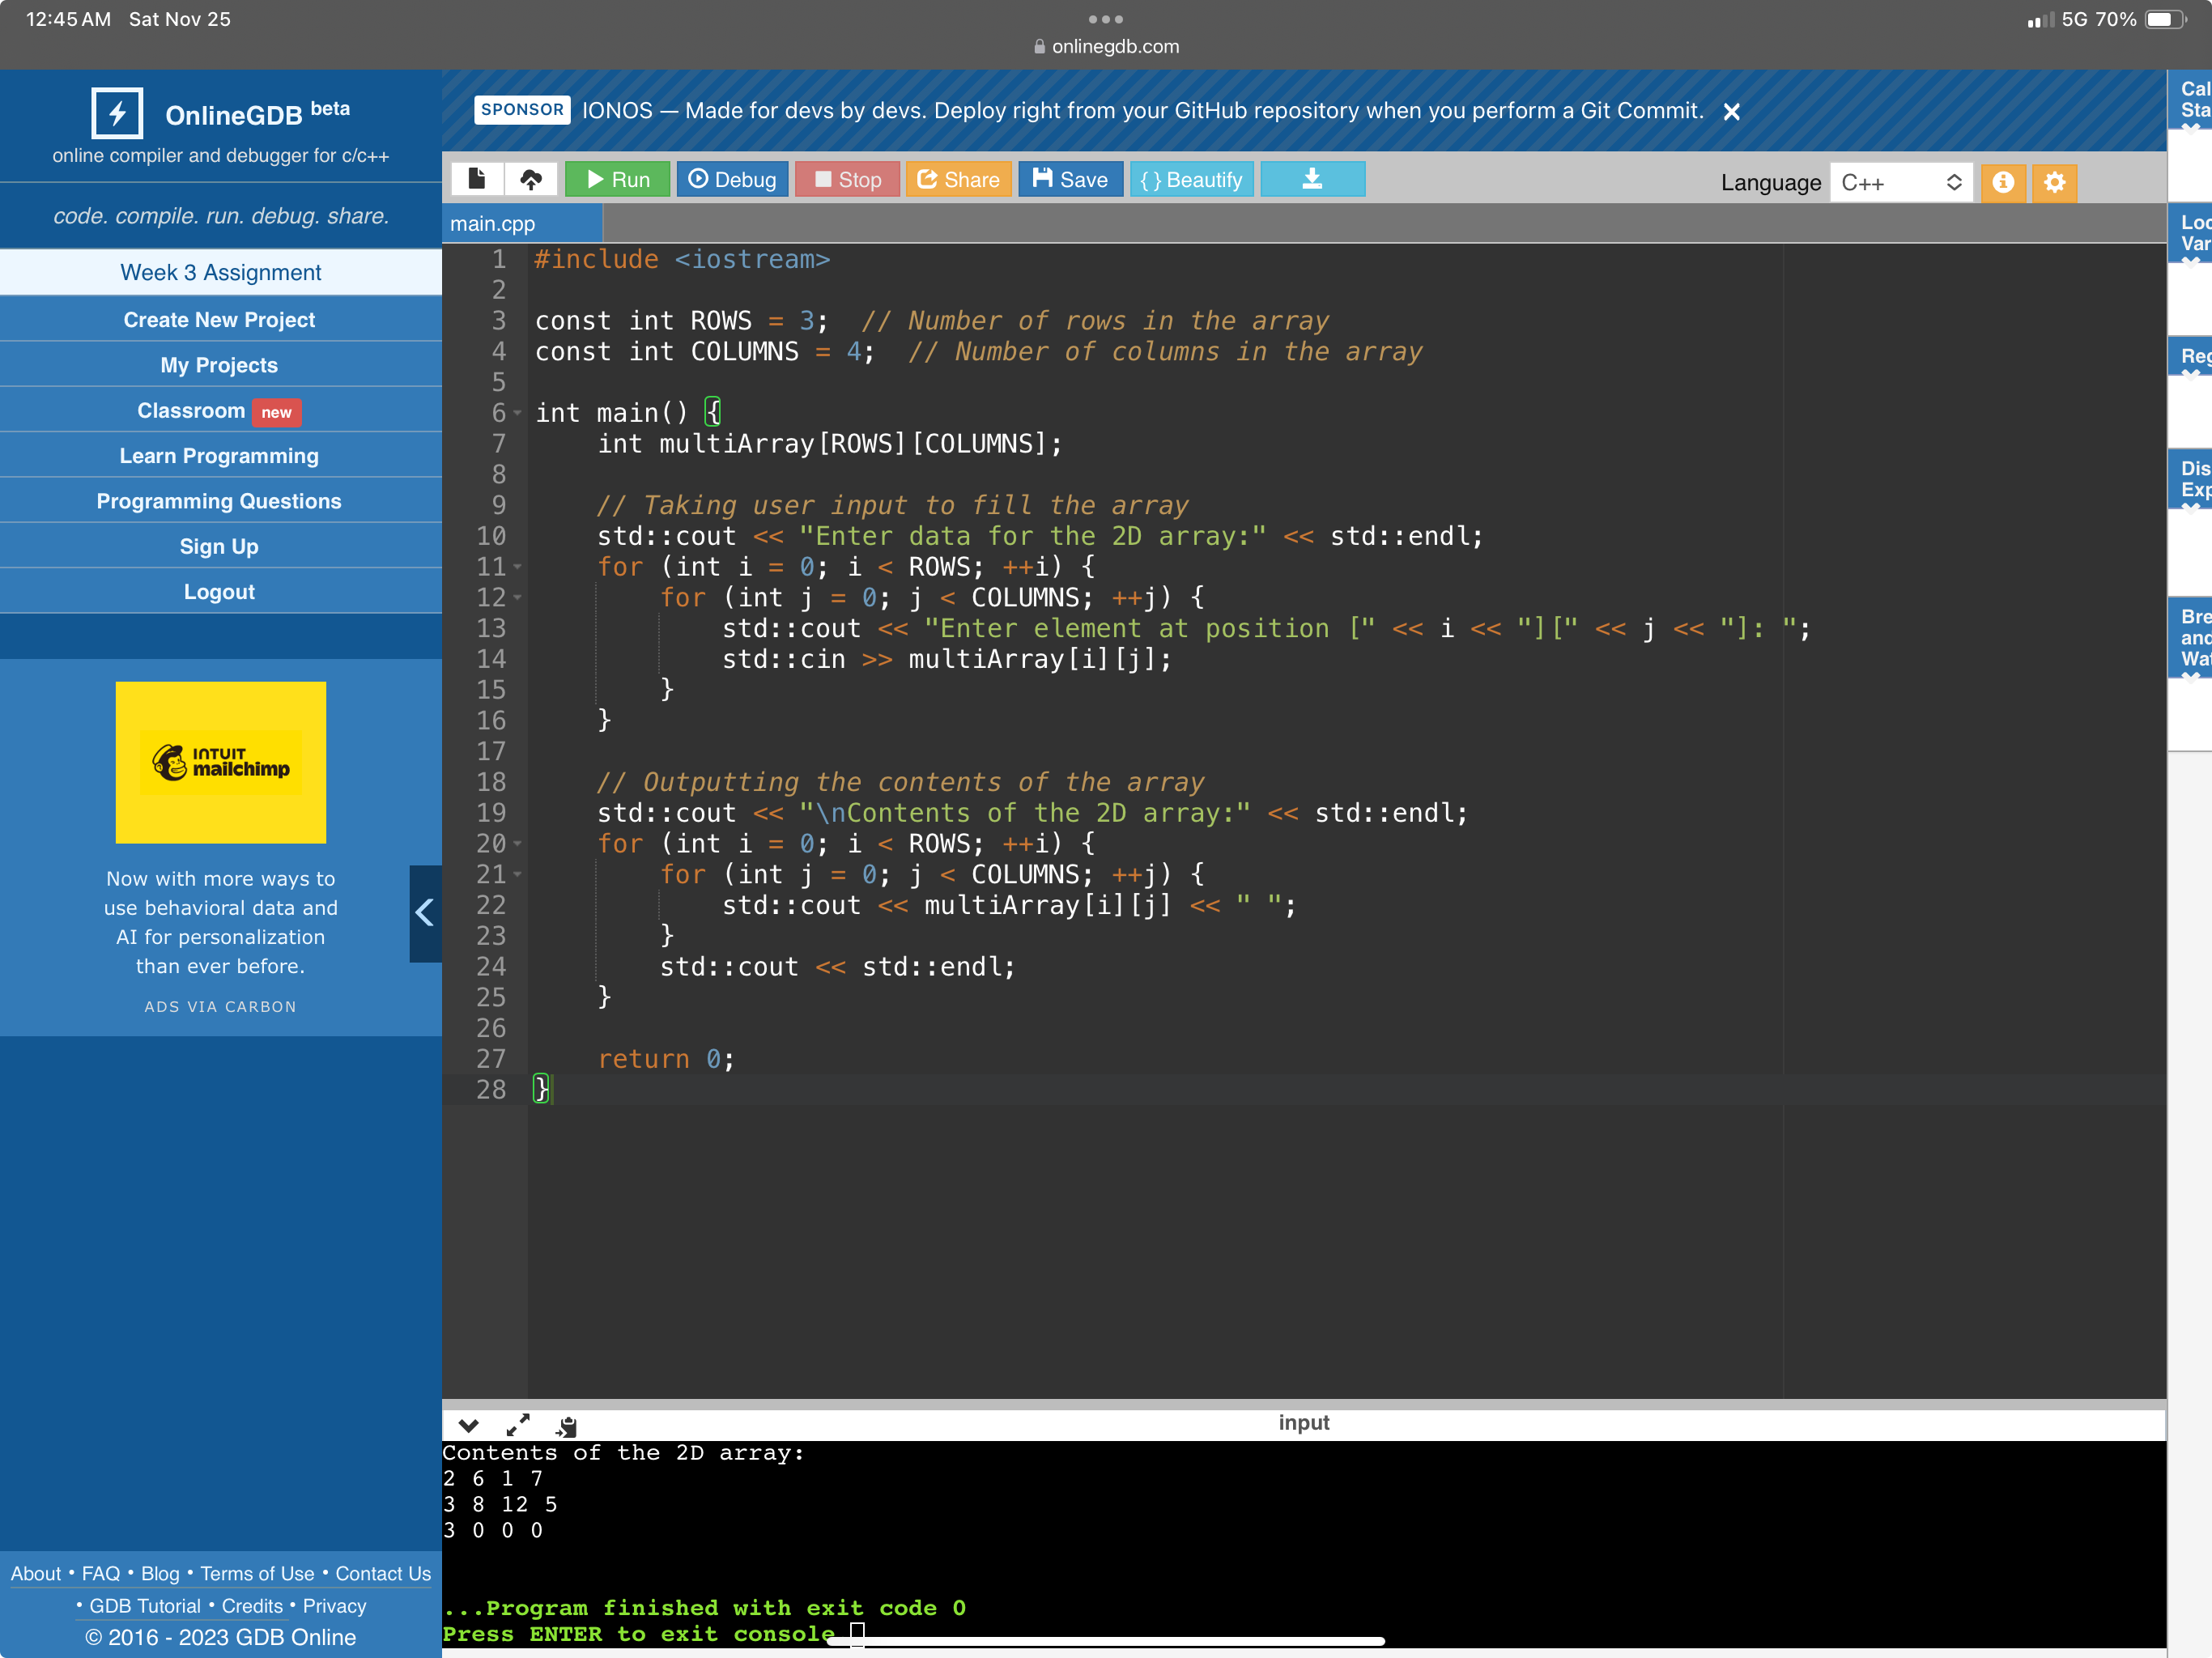 12:45 AM Sat Nov 25
5G 70%
onlinegdb.com
OnlineGDB beta
online compiler and debugger for c/c++
code. compile. run. debug. share.
Week 3 Assignment
Create New Project
My Projects
Classroom new
Learn Programming
Programming Questions
Sign Up
Logout
INTUIT
mailchimp
Now with more ways to
use behavioral data and
AI for personalization
than ever before.
ADS VIA CARBON
About • FAQ • Blog • Terms of Use • Contact Us
• GDB Tutorial • Credits • Privacy
© 2016 - 2023 GDB Online
SPONSOR IONOS — Made for devs by devs. Deploy right from your GitHub repository when you perform a Git Commit.
Run Debug Stop Share Save { } Beautify
Language C++
main.cpp
1 #include <iostream>
2
3 const int ROWS = 3;  // Number of rows in the array
4 const int COLUMNS = 4;  // Number of columns in the array
5
6 int main() {
7     int multiArray[ROWS][COLUMNS];
8
9     // Taking user input to fill the array
10     std::cout << "Enter data for the 2D array:" << std::endl;
11     for (int i = 0; i < ROWS; ++i) {
12         for (int j = 0; j < COLUMNS; ++j) {
13             std::cout << "Enter element at position [" << i << "][" << j << "]: ";
14             std::cin >> multiArray[i][j];
15         }
16     }
17
18     // Outputting the contents of the array
19     std::cout << "\nContents of the 2D array:" << std::endl;
20     for (int i = 0; i < ROWS; ++i) {
21         for (int j = 0; j < COLUMNS; ++j) {
22             std::cout << multiArray[i][j] << " ";
23         }
24         std::cout << std::endl;
25     }
26
27     return 0;
28 }
input
Contents of the 2D array:
2 6 1 7
3 8 12 5
3 0 0 0
...Program finished with exit code 0
Press ENTER to exit console.
Cal
Sta
Loc
Var
Reg
Dis
Exp
Bre
and
Wat